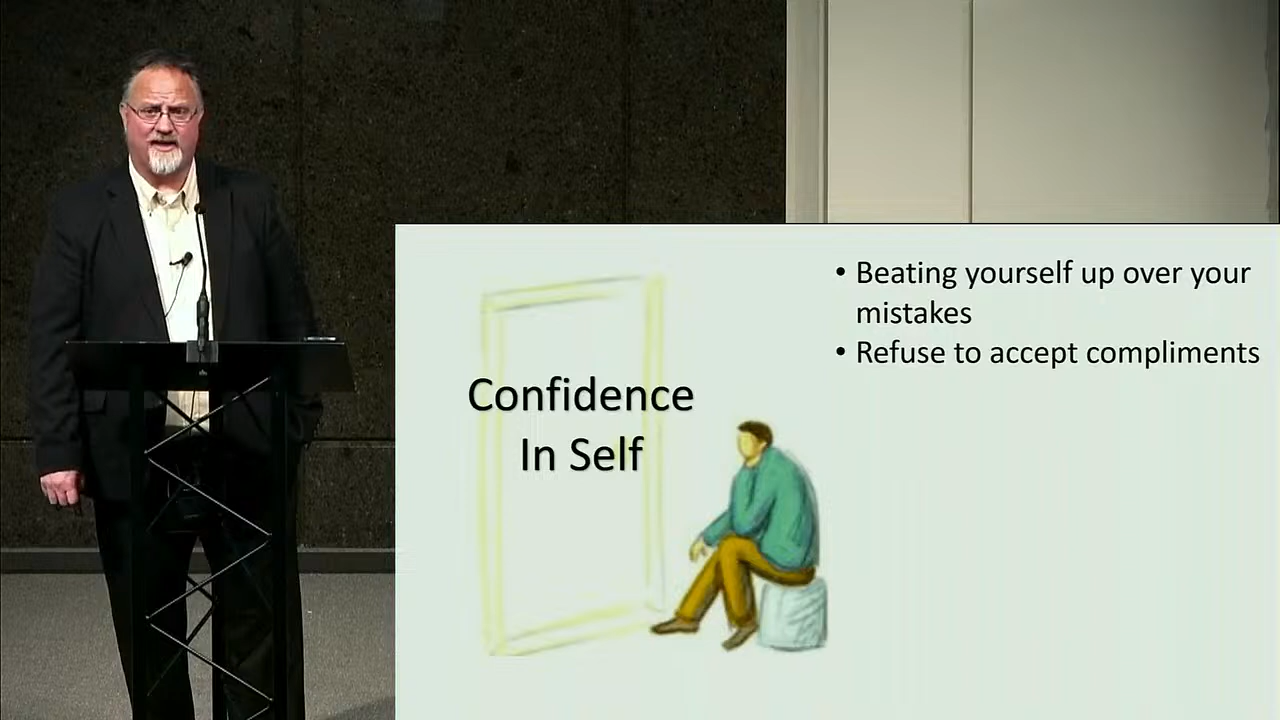 Confidence
In Self
• Beating yourself up over your
mistakes
• Refuse to accept compliments